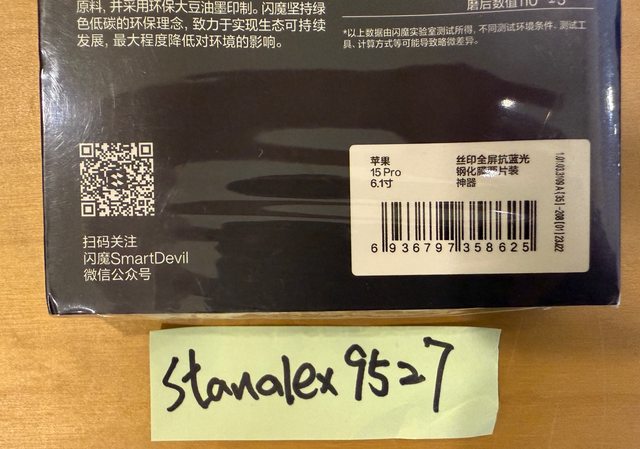 原料，并采用环保大豆油墨印制。闪魔坚持绿
色低碳的环保理念，致力于实现生态可持续
发展，最大程度降低对环境的影响。
*以上数据由闪魔实验室测试所得，不同测试环境条件、测试工
具、计算方式等可能导致略微差异。
扫码关注
闪魔SmartDevil
微信公众号
苹果
15 Pro
6.1寸
丝印全屏抗蓝光
钢化膜两片装
神器
6 936797 358625
stanalex9527